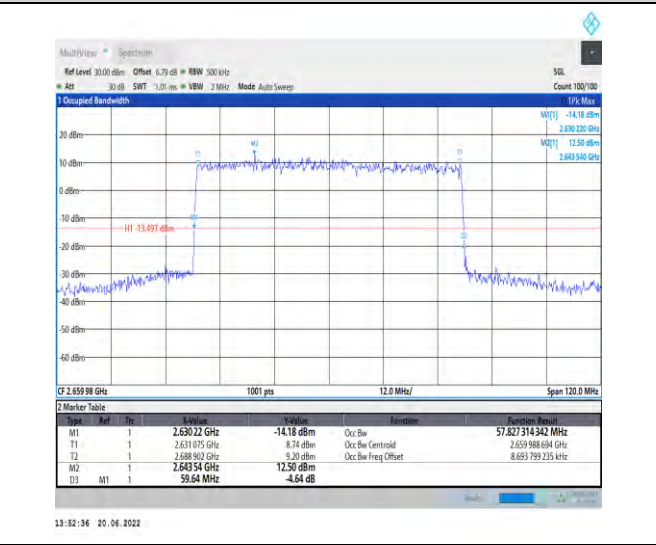 MultiView Spectrum
Ref Level 30.00 dBm Offset 6.79 dB RBW 500 kHz SGL
Att 30 dB SWT 1.01 ms VBW 2 MHz Mode Auto Sweep Count 100/100
1 Occupied Bandwidth 1Pk Max
M1[1] -14.18 dBm
2.630 220 GHz
M2[1] 12.50 dBm
2.643 540 GHz
20 dBm
M2
T1
10 dBm
0 dBm
-10 dBm
M1
H1 -13.497 dBm
-20 dBm
-30 dBm
-40 dBm
-50 dBm
-60 dBm
CF 2.659 98 GHz 1001 pts 12.0 MHz/ Span 120.0 MHz
2 Marker Table
Type Ref Trc X-Value Y-Value Function Function Result
M1 1 2.630 22 GHz -14.18 dBm Occ Bw 57.827 314 342 MHz
T1 1 2.631 075 GHz 8.74 dBm Occ Bw Centroid 2.659 988 694 GHz
T2 1 2.688 902 GHz 9.20 dBm Occ Bw Freq Offset 8.693 799 235 kHz
M2 1 2.643 54 GHz 12.50 dBm
D3 M1 1 59.64 MHz -4.64 dB
13:52:36 20.06.2022